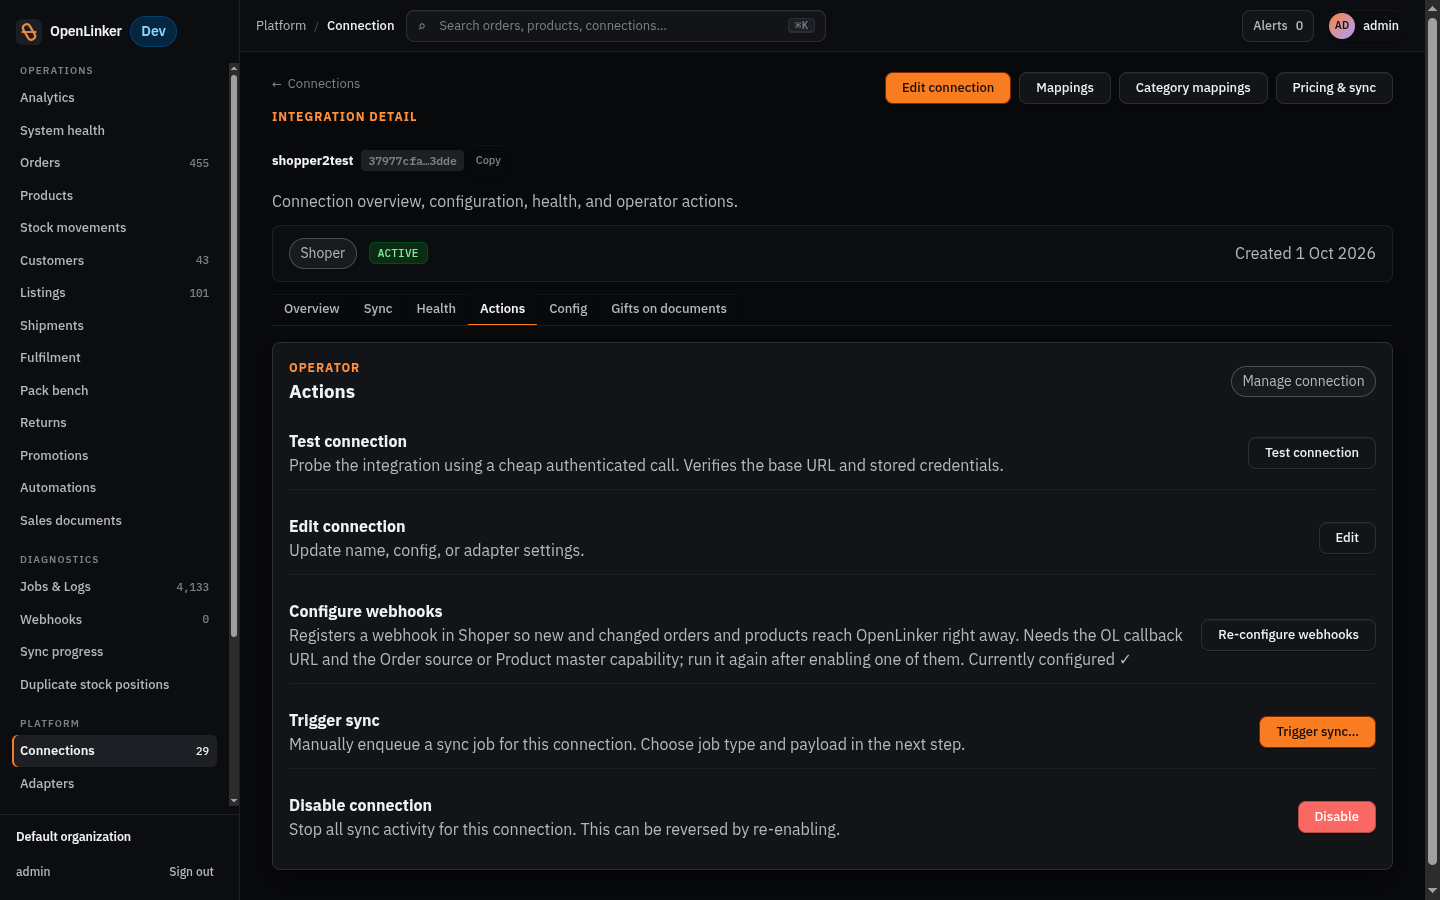 OpenLinker Dev
OPERATIONS
Analytics
System health
Orders 455
Products
Stock movements
Customers 43
Listings 101
Shipments
Fulfilment
Pack bench
Returns
Promotions
Automations
Sales documents
DIAGNOSTICS
Jobs & Logs 4,133
Webhooks 0
Sync progress
Duplicate stock positions
PLATFORM
Connections 29
Adapters
Default organization
admin Sign out
Platform / Connection
Search orders, products, connections... ⌘K
Alerts 0
AD admin
← Connections
Edit connection
Mappings
Category mappings
Pricing & sync
INTEGRATION DETAIL
shopper2test 37977cfa…3dde Copy
Connection overview, configuration, health, and operator actions.
Shoper ACTIVE Created 1 Oct 2026
Overview Sync Health Actions Config Gifts on documents
OPERATOR
Actions
Manage connection
Test connection
Probe the integration using a cheap authenticated call. Verifies the base URL and stored credentials.
Test connection
Edit connection
Update name, config, or adapter settings.
Edit
Configure webhooks
Registers a webhook in Shoper so new and changed orders and products reach OpenLinker right away. Needs the OL callback
URL and the Order source or Product master capability; run it again after enabling one of them. Currently configured ✓
Re-configure webhooks
Trigger sync
Manually enqueue a sync job for this connection. Choose job type and payload in the next step.
Trigger sync...
Disable connection
Stop all sync activity for this connection. This can be reversed by re-enabling.
Disable